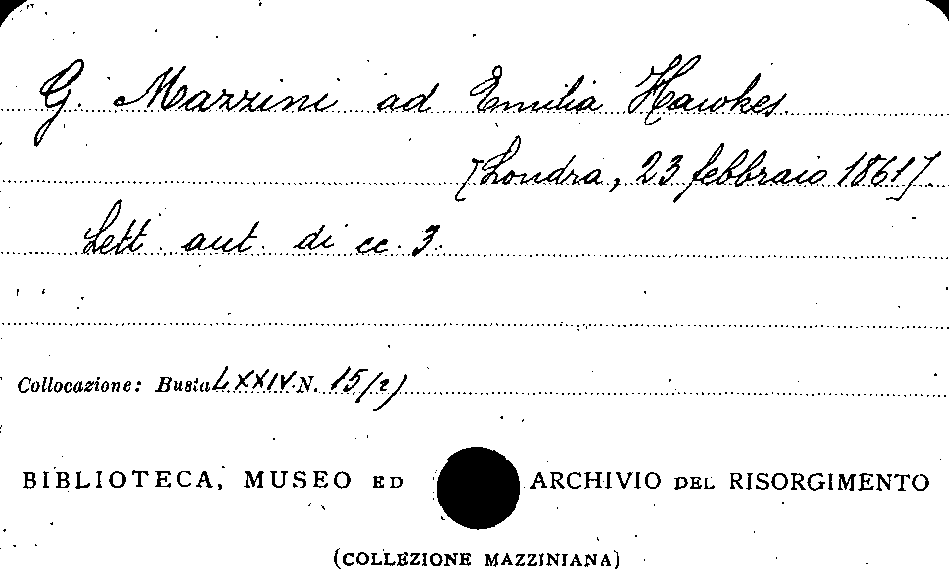 G. Mazzini ad Emilia Hawkes.
[Londra, 23 febbraio 1861].
Lett. aut. di cc. 3.
Collocazione: Busta LXXIV N. 15/2)
BIBLIOTECA, MUSEO ED ARCHIVIO DEL RISORGIMENTO
(COLLEZIONE MAZZINIANA)